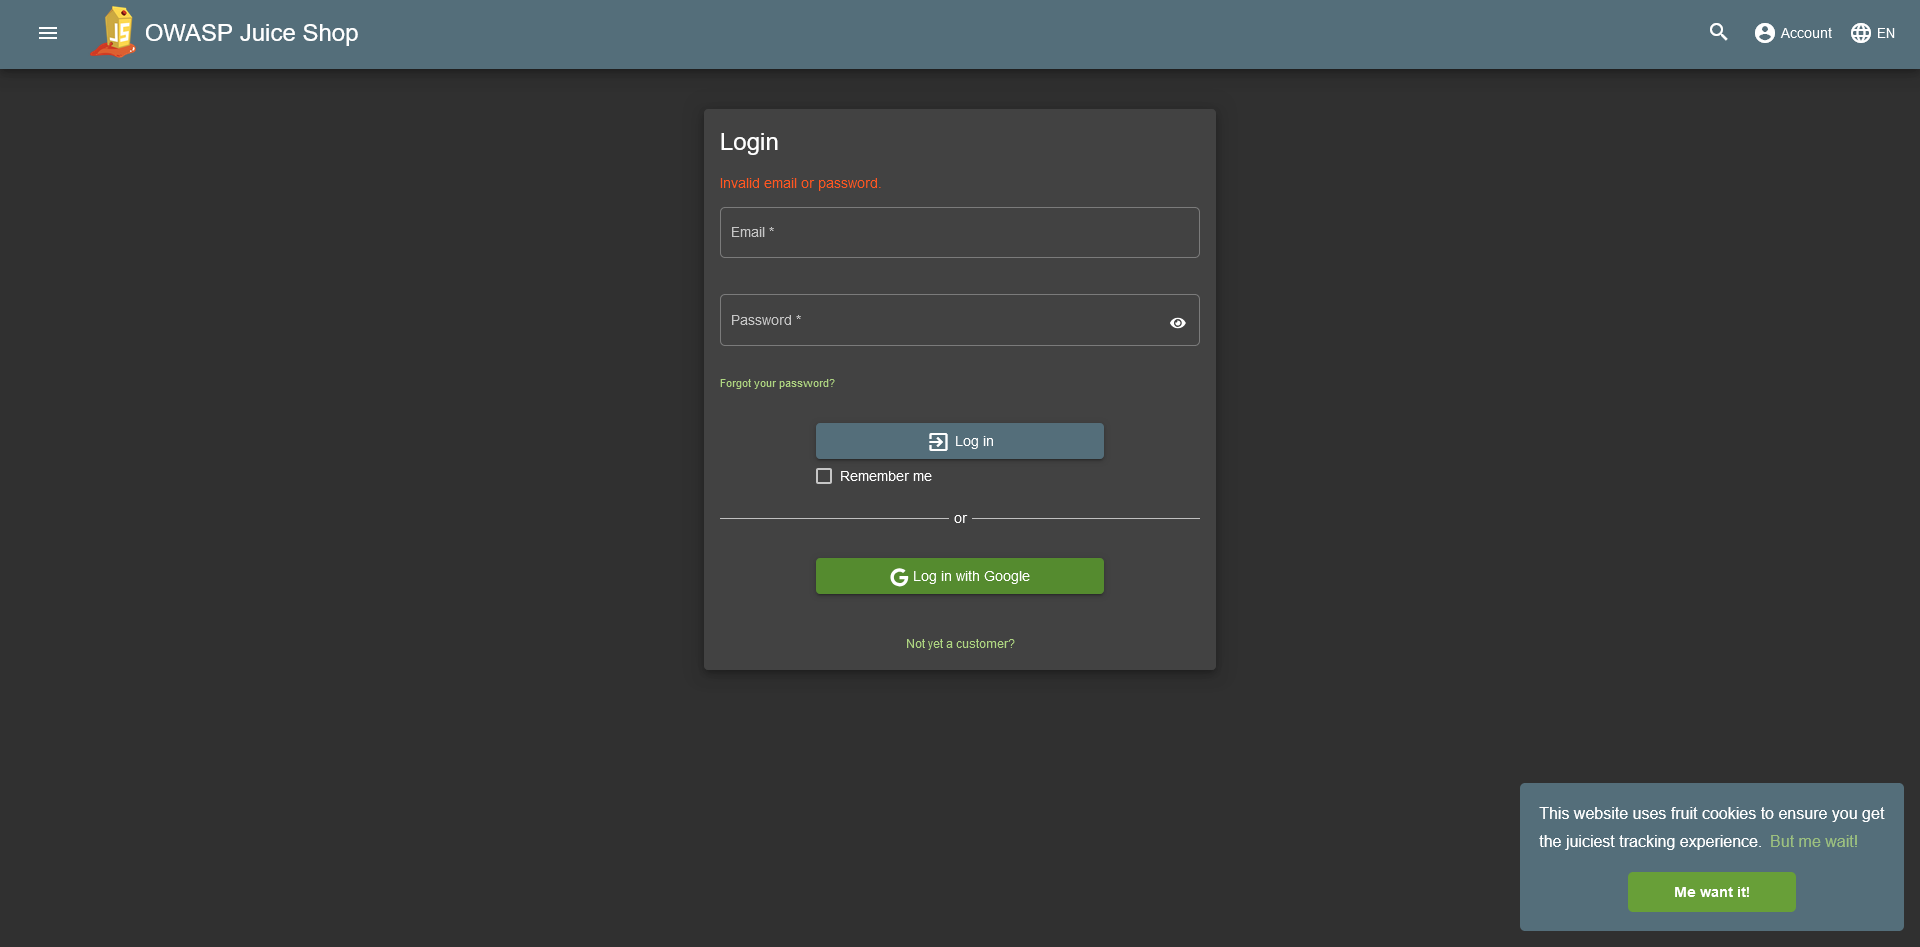 JS
OWASP Juice Shop
Account
EN
Login
Invalid email or password.
Email *
Password *
Forgot your password?
Log in
Remember me
or
G Log in with Google
Not yet a customer?
This website uses fruit cookies to ensure you get
the juiciest tracking experience. But me wait!
Me want it!